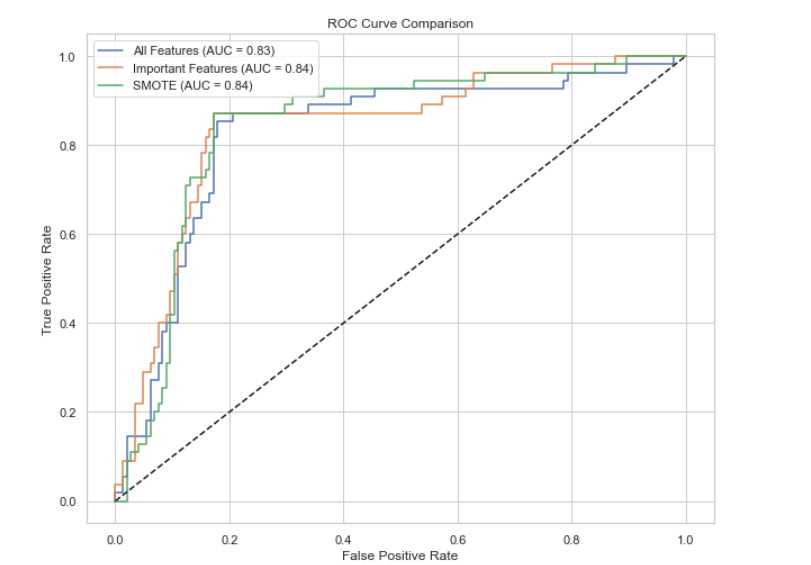 ROC Curve Comparison
All Features (AUC = 0.83)
Important Features (AUC = 0.84)
SMOTE (AUC = 0.84)
1.0
0.8
0.6
0.4
0.2
0.0
True Positive Rate
0.0 0.2 0.4 0.6 0.8 1.0
False Positive Rate